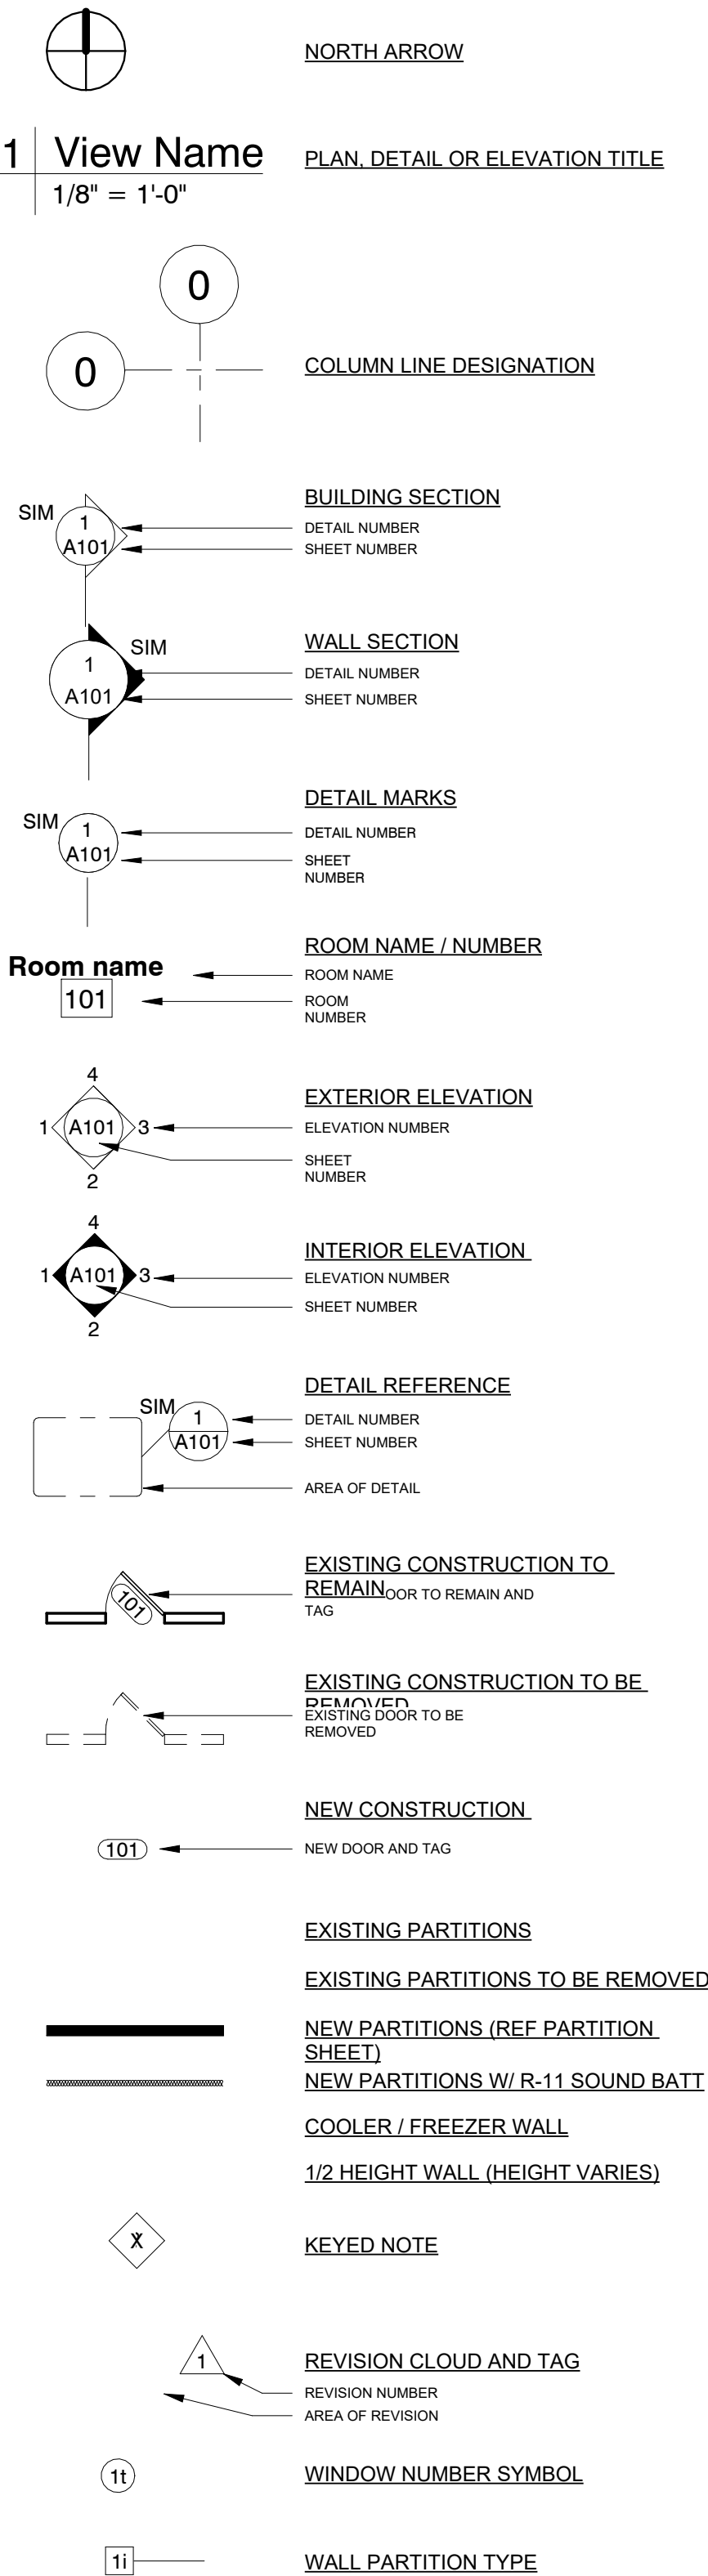 NORTH ARROW
1 View Name
1/8" = 1'-0"
PLAN, DETAIL OR ELEVATION TITLE
0
0
COLUMN LINE DESIGNATION
BUILDING SECTION
SIM
1
A101
DETAIL NUMBER
SHEET NUMBER
WALL SECTION
SIM
1
A101
DETAIL NUMBER
SHEET NUMBER
DETAIL MARKS
SIM
1
A101
DETAIL NUMBER
SHEET
NUMBER
ROOM NAME / NUMBER
Room name
101
ROOM NAME
ROOM
NUMBER
EXTERIOR ELEVATION
4
1 A101 3
2
ELEVATION NUMBER
SHEET
NUMBER
INTERIOR ELEVATION
4
1 A101 3
2
ELEVATION NUMBER
SHEET NUMBER
DETAIL REFERENCE
SIM
1
A101
DETAIL NUMBER
SHEET NUMBER
AREA OF DETAIL
EXISTING CONSTRUCTION TO
REMAIN
101
OOR TO REMAIN AND
TAG
EXISTING CONSTRUCTION TO BE
REMOVED
EXISTING DOOR TO BE
REMOVED
NEW CONSTRUCTION
101
NEW DOOR AND TAG
EXISTING PARTITIONS
EXISTING PARTITIONS TO BE REMOVED
NEW PARTITIONS (REF PARTITION
SHEET)
NEW PARTITIONS W/ R-11 SOUND BATT
COOLER / FREEZER WALL
1/2 HEIGHT WALL (HEIGHT VARIES)
KEYED NOTE
1
REVISION CLOUD AND TAG
REVISION NUMBER
AREA OF REVISION
1t
WINDOW NUMBER SYMBOL
1i
WALL PARTITION TYPE